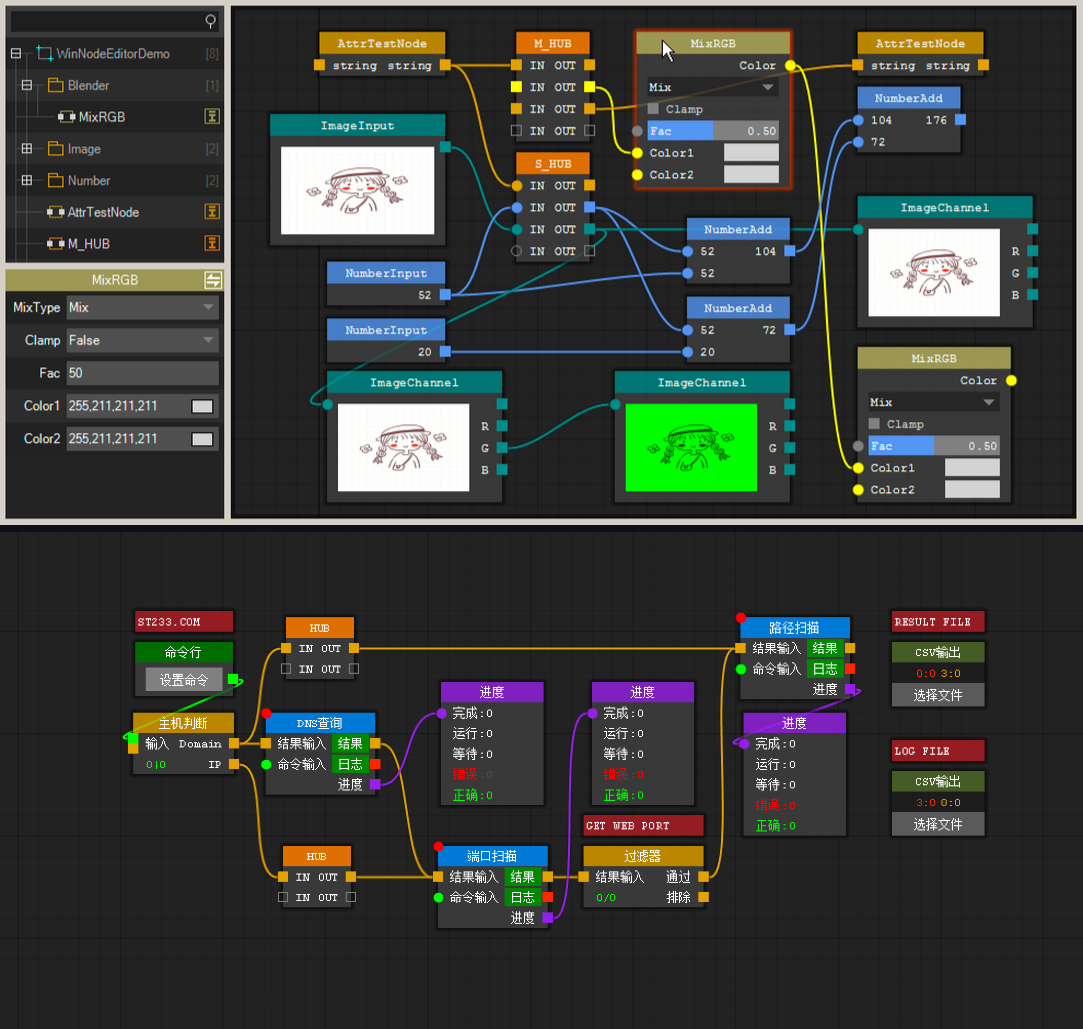 WinNodeEditorDemo [8]
Blender [1]
MixRGB
Image [2]
Number [2]
AttrTestNode
M_HUB
MixRGB
MixType Mix
Clamp False
Fac 50
Color1 255,211,211,211
Color2 255,211,211,211
AttrTestNode
string string
M_HUB
IN OUT
IN OUT
IN OUT
IN OUT
MixRGB
Color
Mix
Clamp
Fac 0.50
Color1
Color2
AttrTestNode
string string
NumberAdd
104 176
72
ImageInput
S_HUB
IN OUT
IN OUT
IN OUT
IN OUT
NumberInput
52
NumberInput
20
NumberAdd
52 104
52
NumberAdd
52 72
20
ImageChannel
R
G
B
ImageChannel
R
G
B
ImageChannel
R
G
B
MixRGB
Color
Mix
Clamp
Fac 0.50
Color1
Color2
ST233.COM
命令行
设置命令
主机判断
输入 Domain
0|0 IP
HUB
IN OUT
IN OUT
DNS查询
结果输入 结果
命令输入 日志
进度
HUB
IN OUT
IN OUT
进度
完成:0
运行:0
等待:0
错误:0
正确:0
端口扫描
结果输入 结果
命令输入 日志
进度
进度
完成:0
运行:0
等待:0
错误:0
正确:0
GET WEB PORT
过滤器
结果输入 通过
0/0 排除
路径扫描
结果输入 结果
命令输入 日志
进度
进度
完成:0
运行:0
等待:0
错误:0
正确:0
RESULT FILE
CSV输出
0:0 3:0
选择文件
LOG FILE
CSV输出
3:0 0:0
选择文件